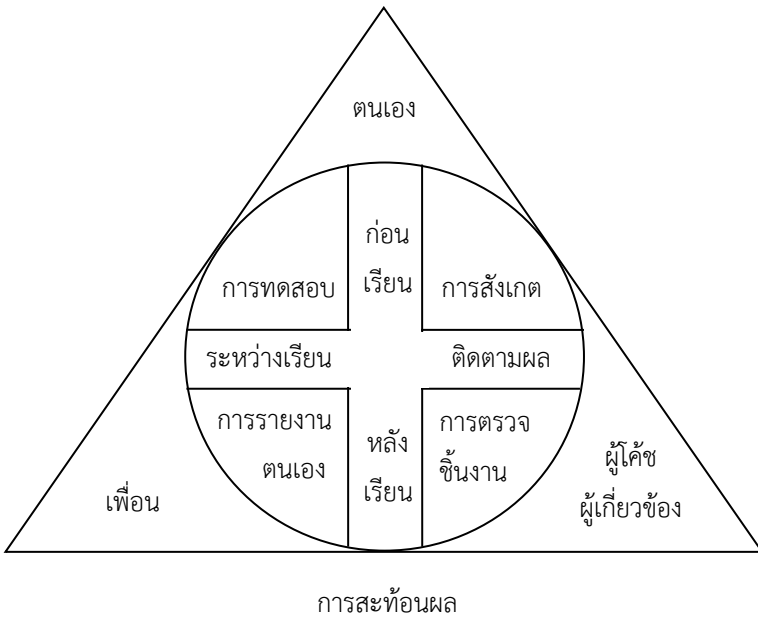 ตนเอง
ก่อน
เรียน
การทดสอบ
การสังเกต
ระหว่างเรียน
ติดตามผล
การรายงาน
ตนเอง
หลัง
เรียน
การตรวจ
ชิ้นงาน
เพื่อน
ผู้โค้ช
ผู้เกี่ยวข้อง
การสะท้อนผล